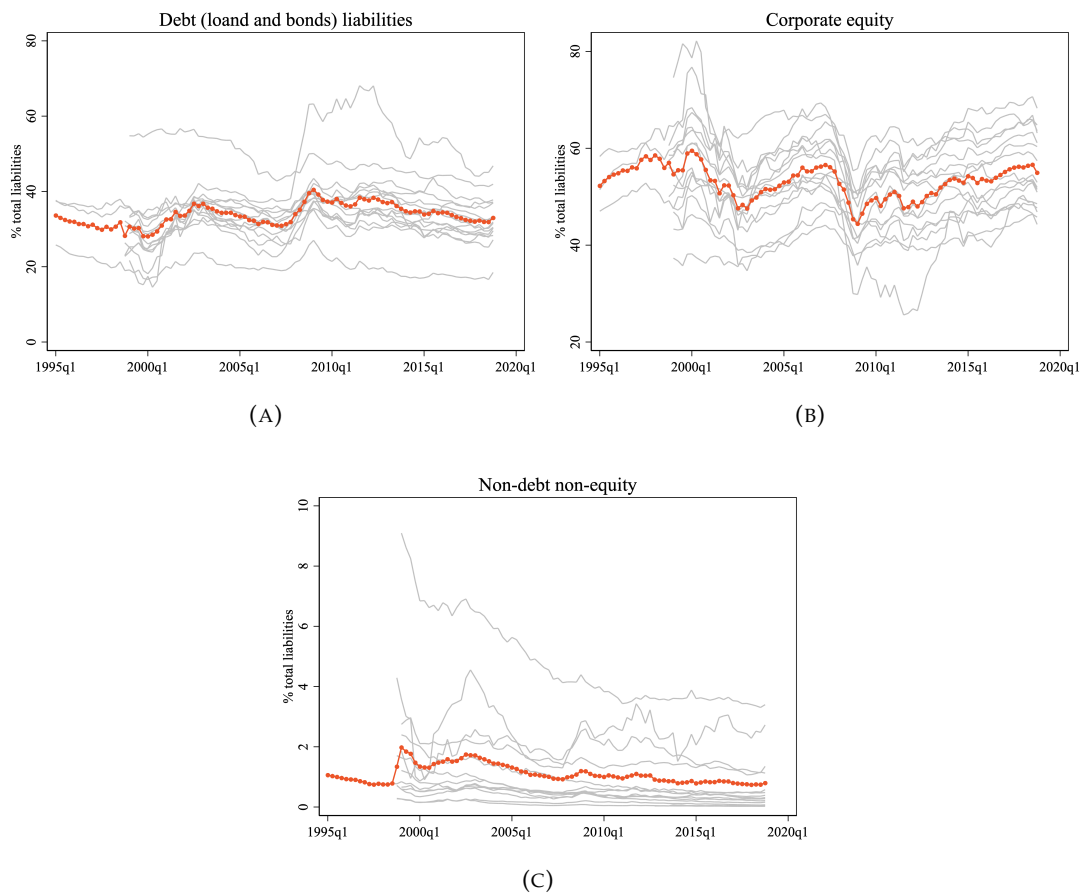 Debt (loand and bonds) liabilities
% total liabilities
80
60
40
20
0
1995q1 2000q1 2005q1 2010q1 2015q1 2020q1
(A)
Corporate equity
% total liabilities
80
60
40
20
1995q1 2000q1 2005q1 2010q1 2015q1 2020q1
(B)
Non-debt non-equity
% total liabilities
10
8
6
4
2
0
1995q1 2000q1 2005q1 2010q1 2015q1 2020q1
(C)